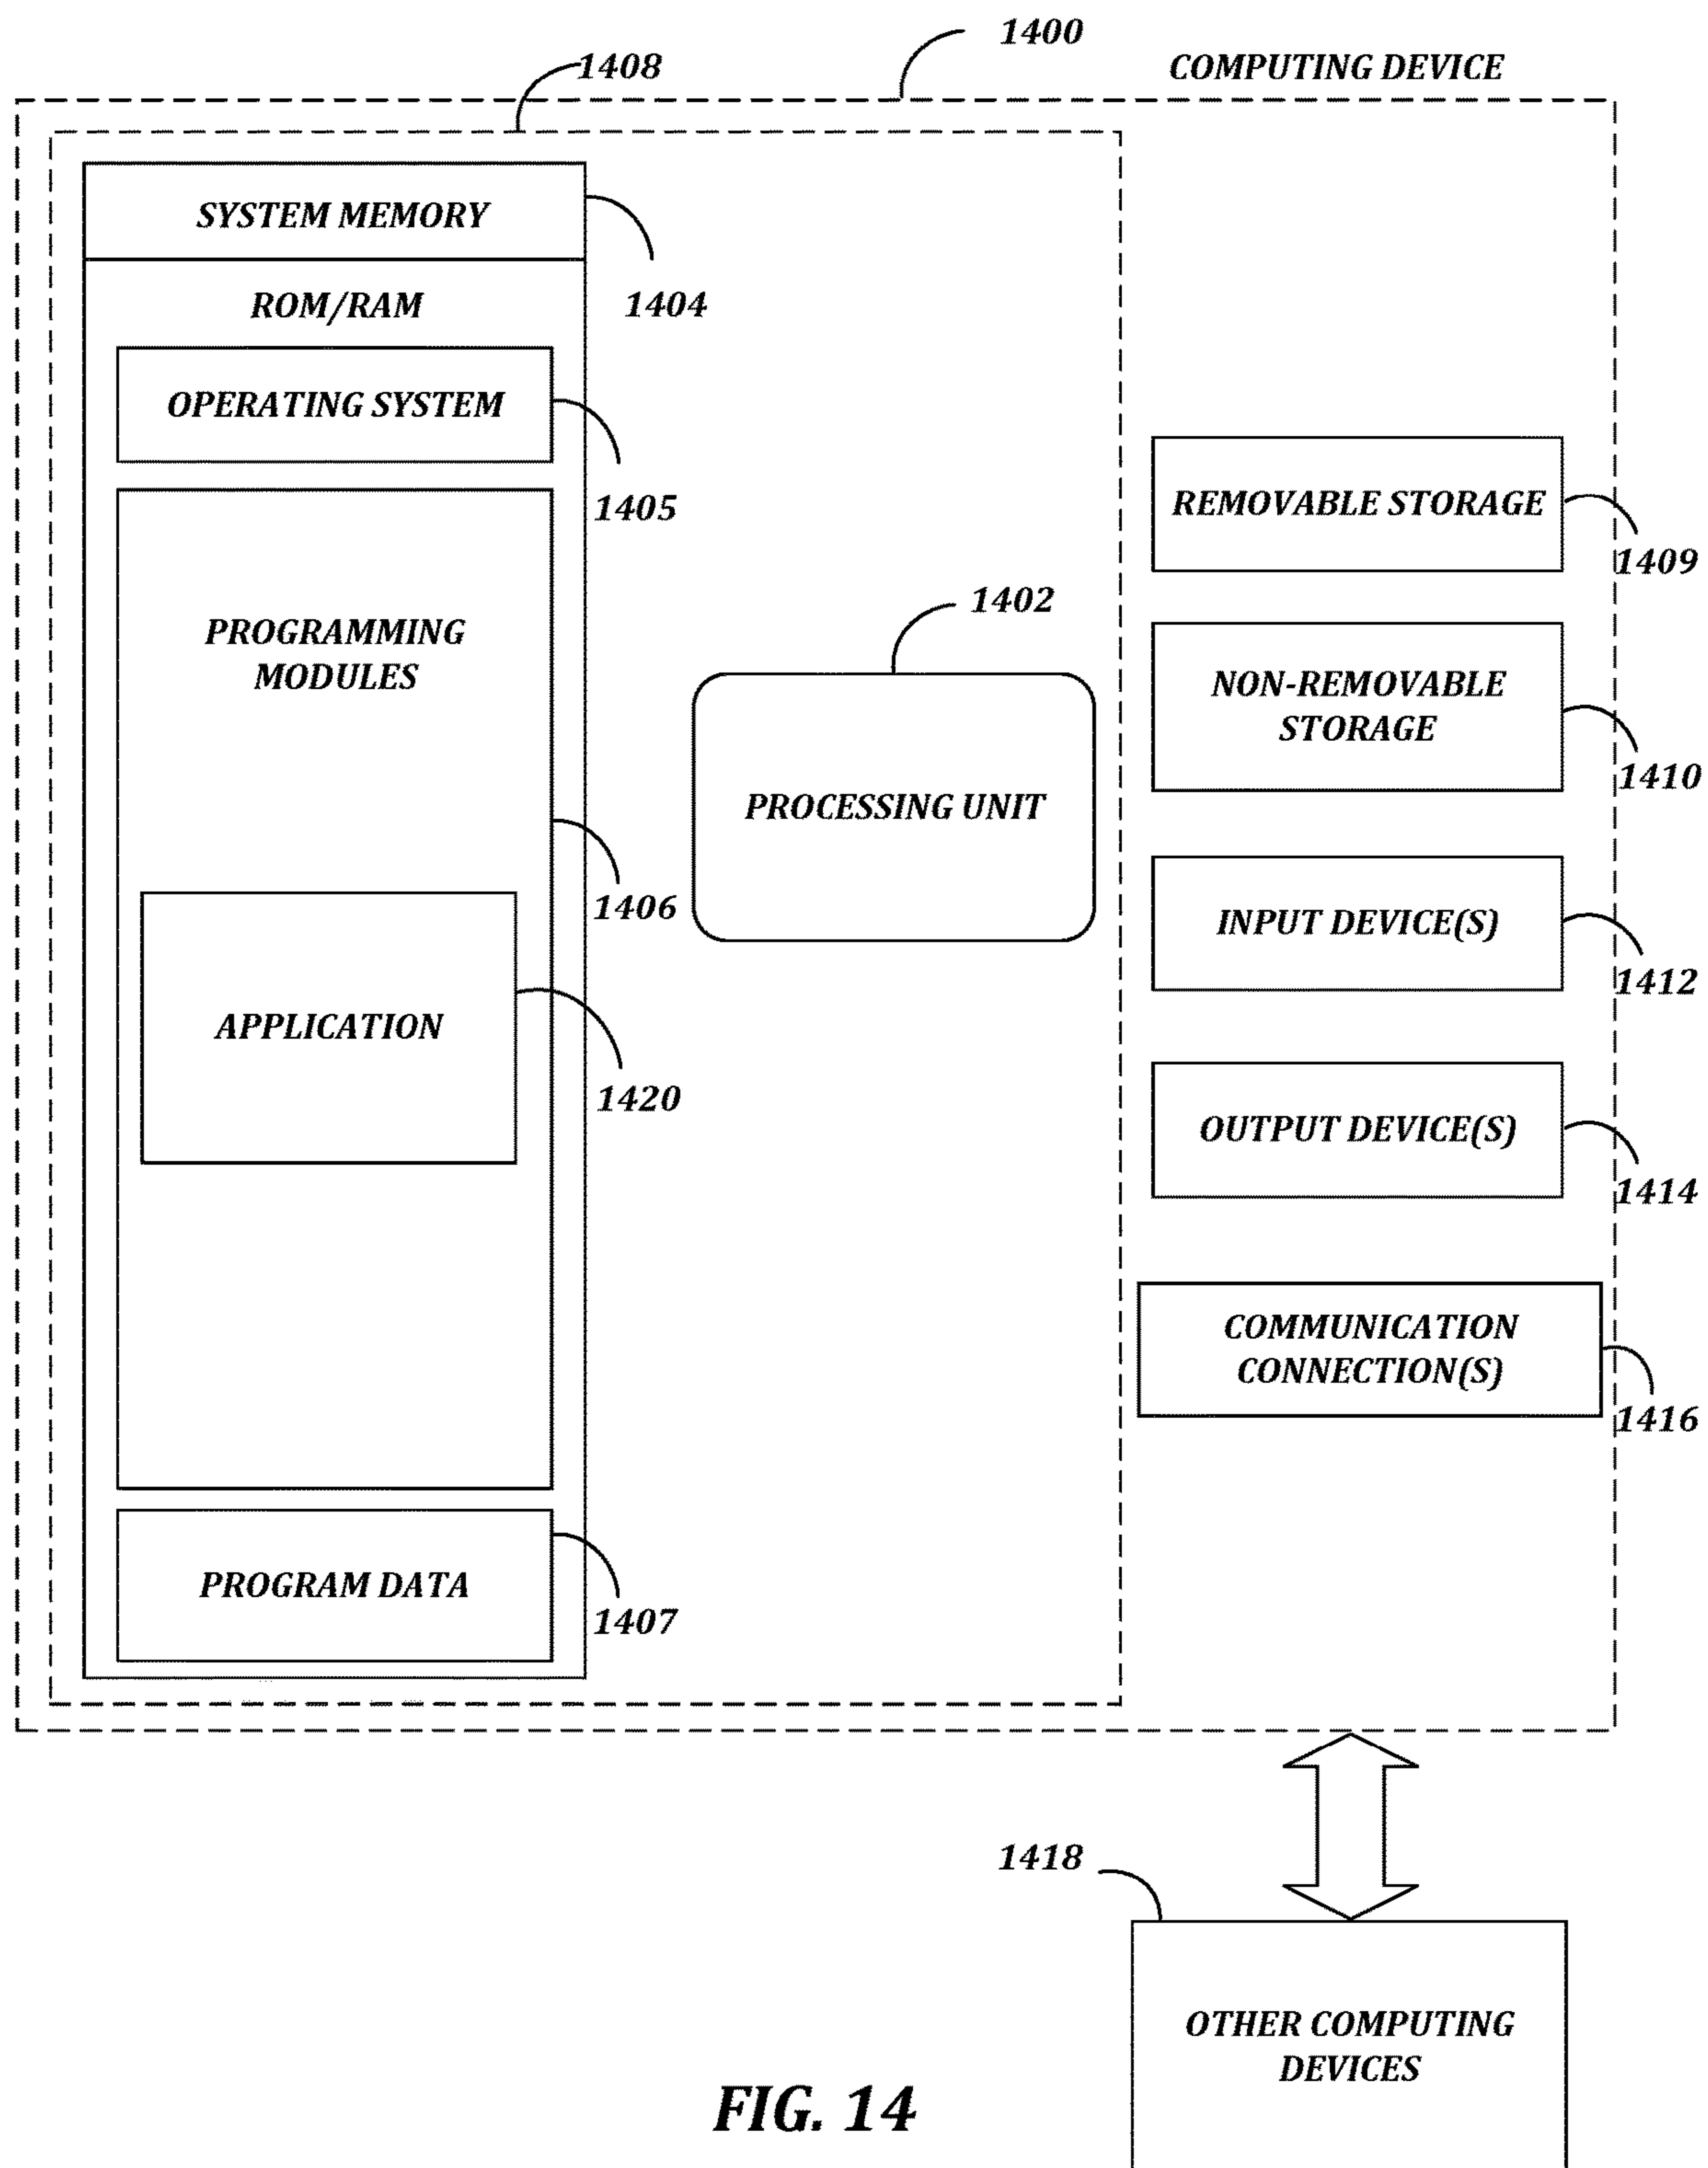 1400
COMPUTING DEVICE
1408
SYSTEM MEMORY
1404
ROM/RAM
OPERATING SYSTEM
1405
PROGRAMMING
MODULES
1406
APPLICATION
1420
PROGRAM DATA
1407
1402
PROCESSING UNIT
REMOVABLE STORAGE
1409
NON-REMOVABLE
STORAGE
1410
INPUT DEVICE(S)
1412
OUTPUT DEVICE(S)
1414
COMMUNICATION
CONNECTION(S)
1416
1418
OTHER COMPUTING
DEVICES
FIG. 14